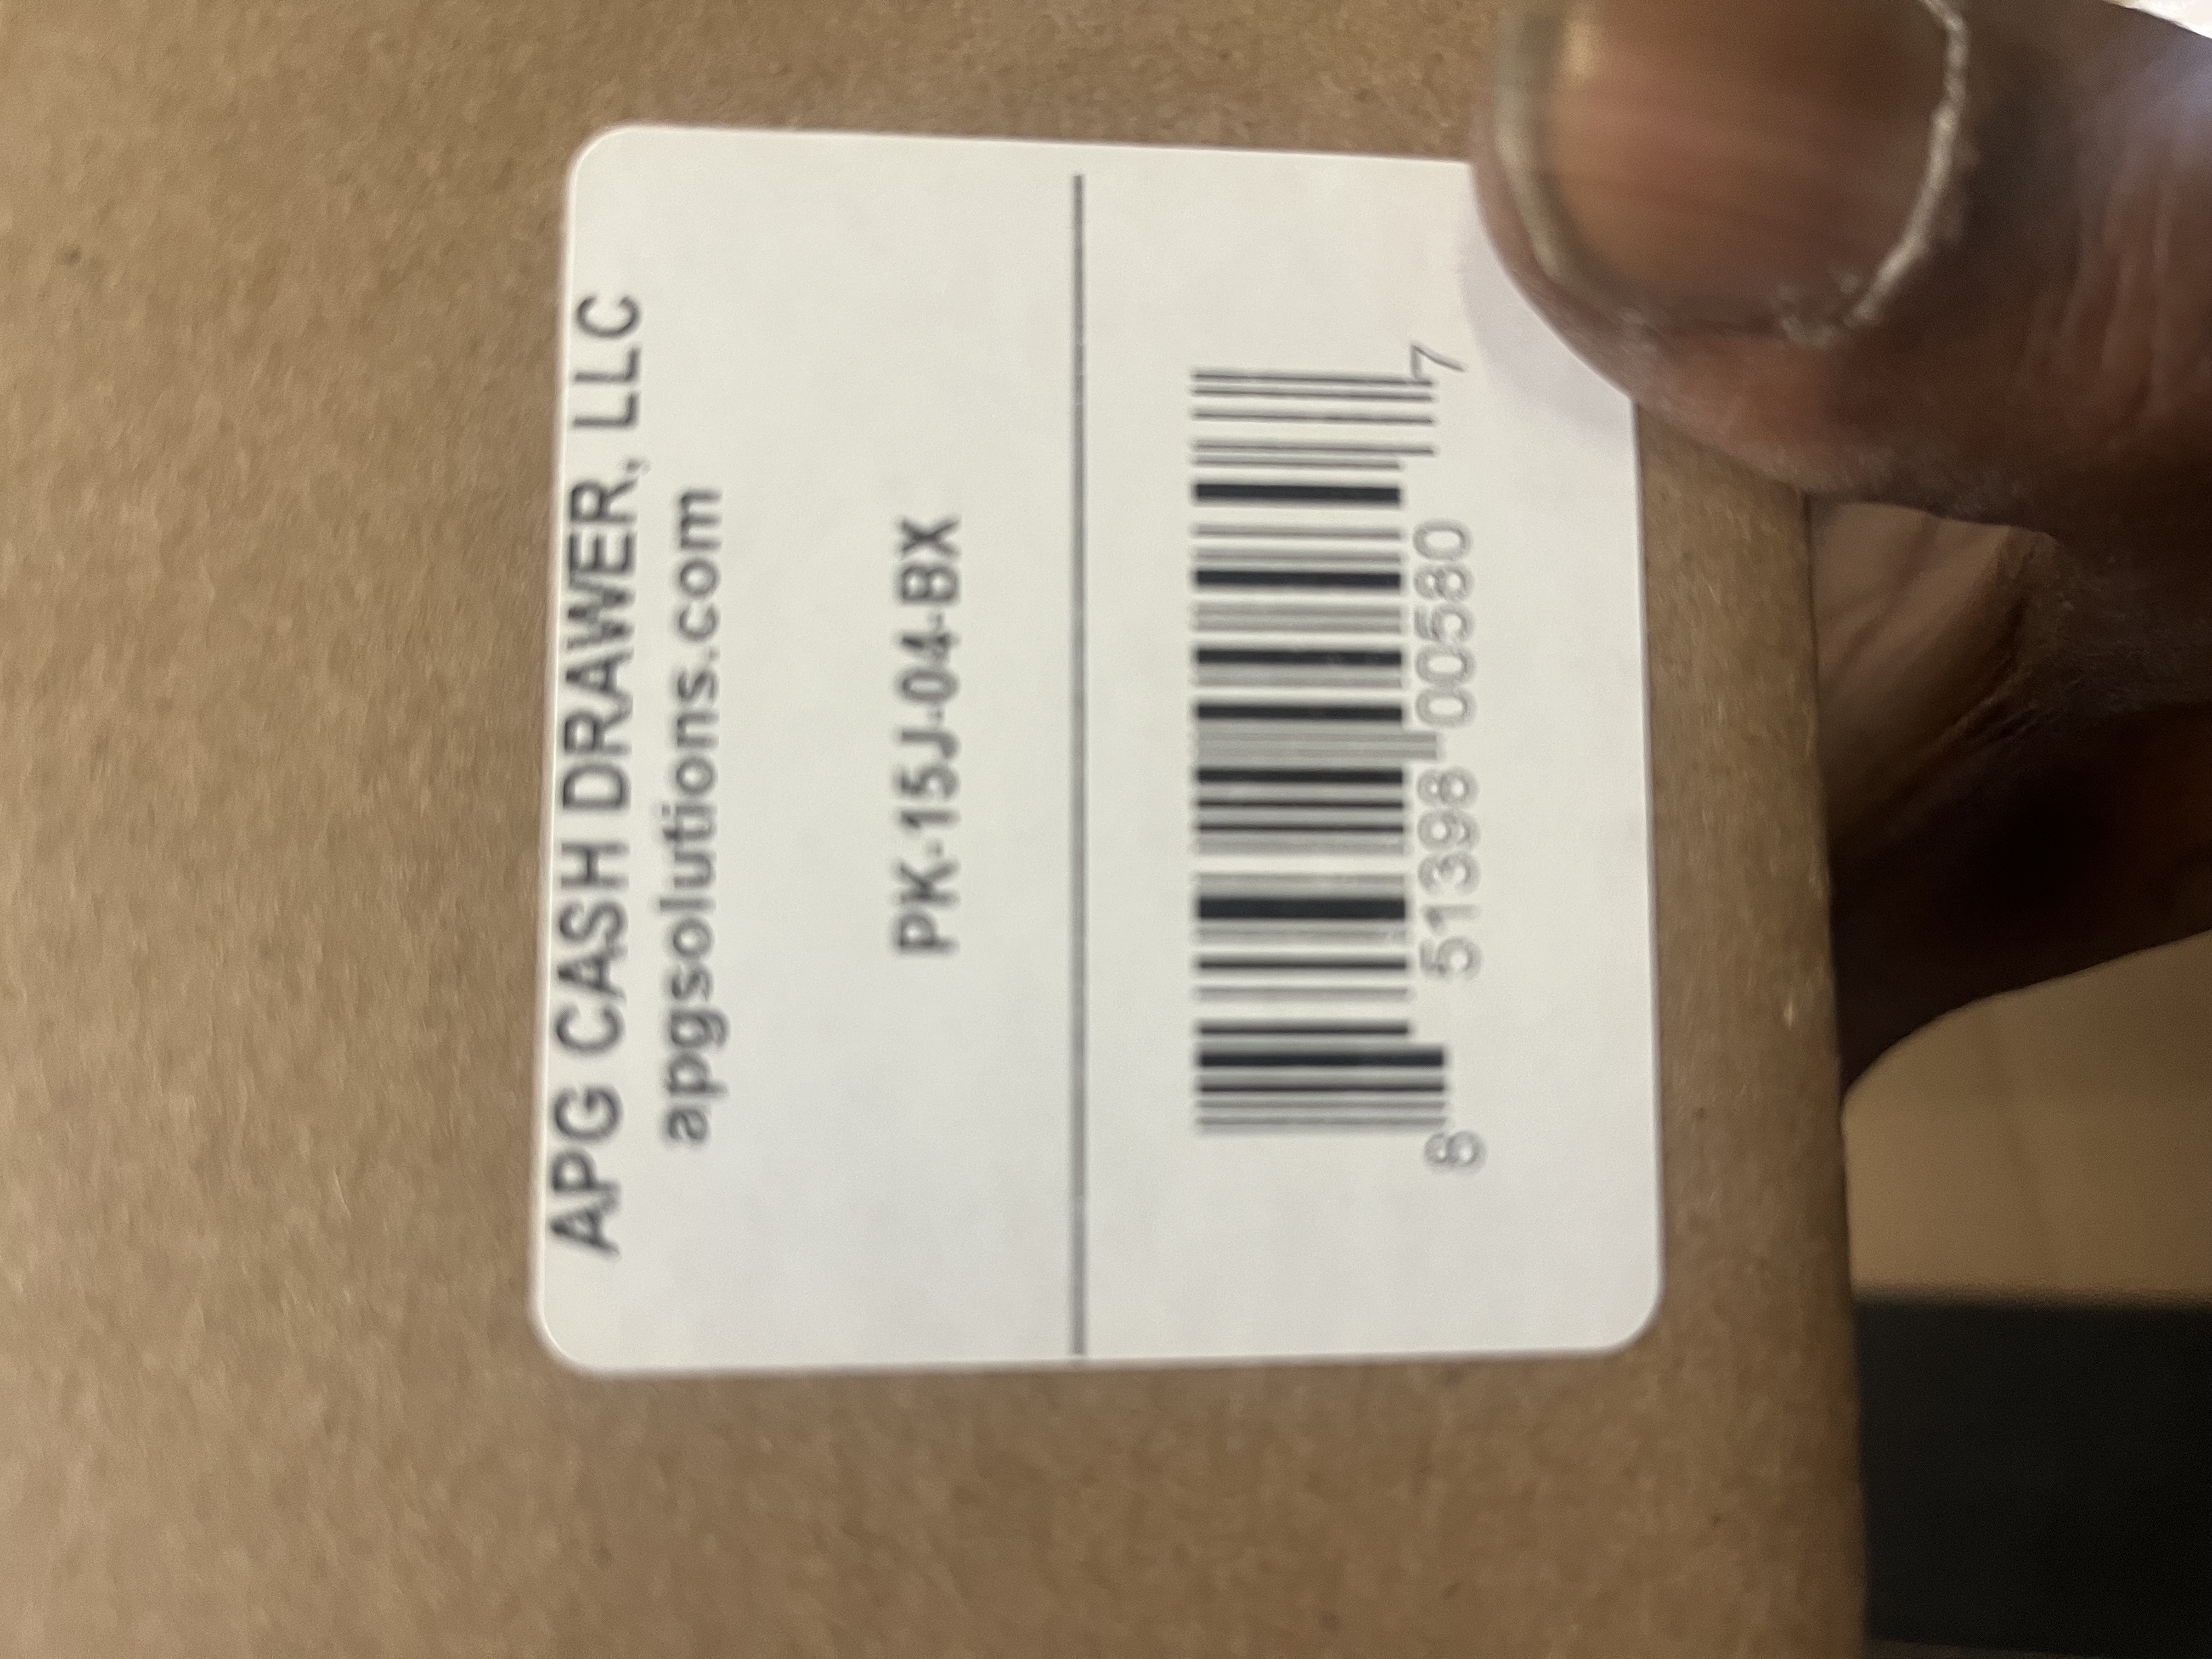 APG CASH DRAWER, LLC
apgsolutions.com
PK-15J-04-BX
8 51398 00580 7